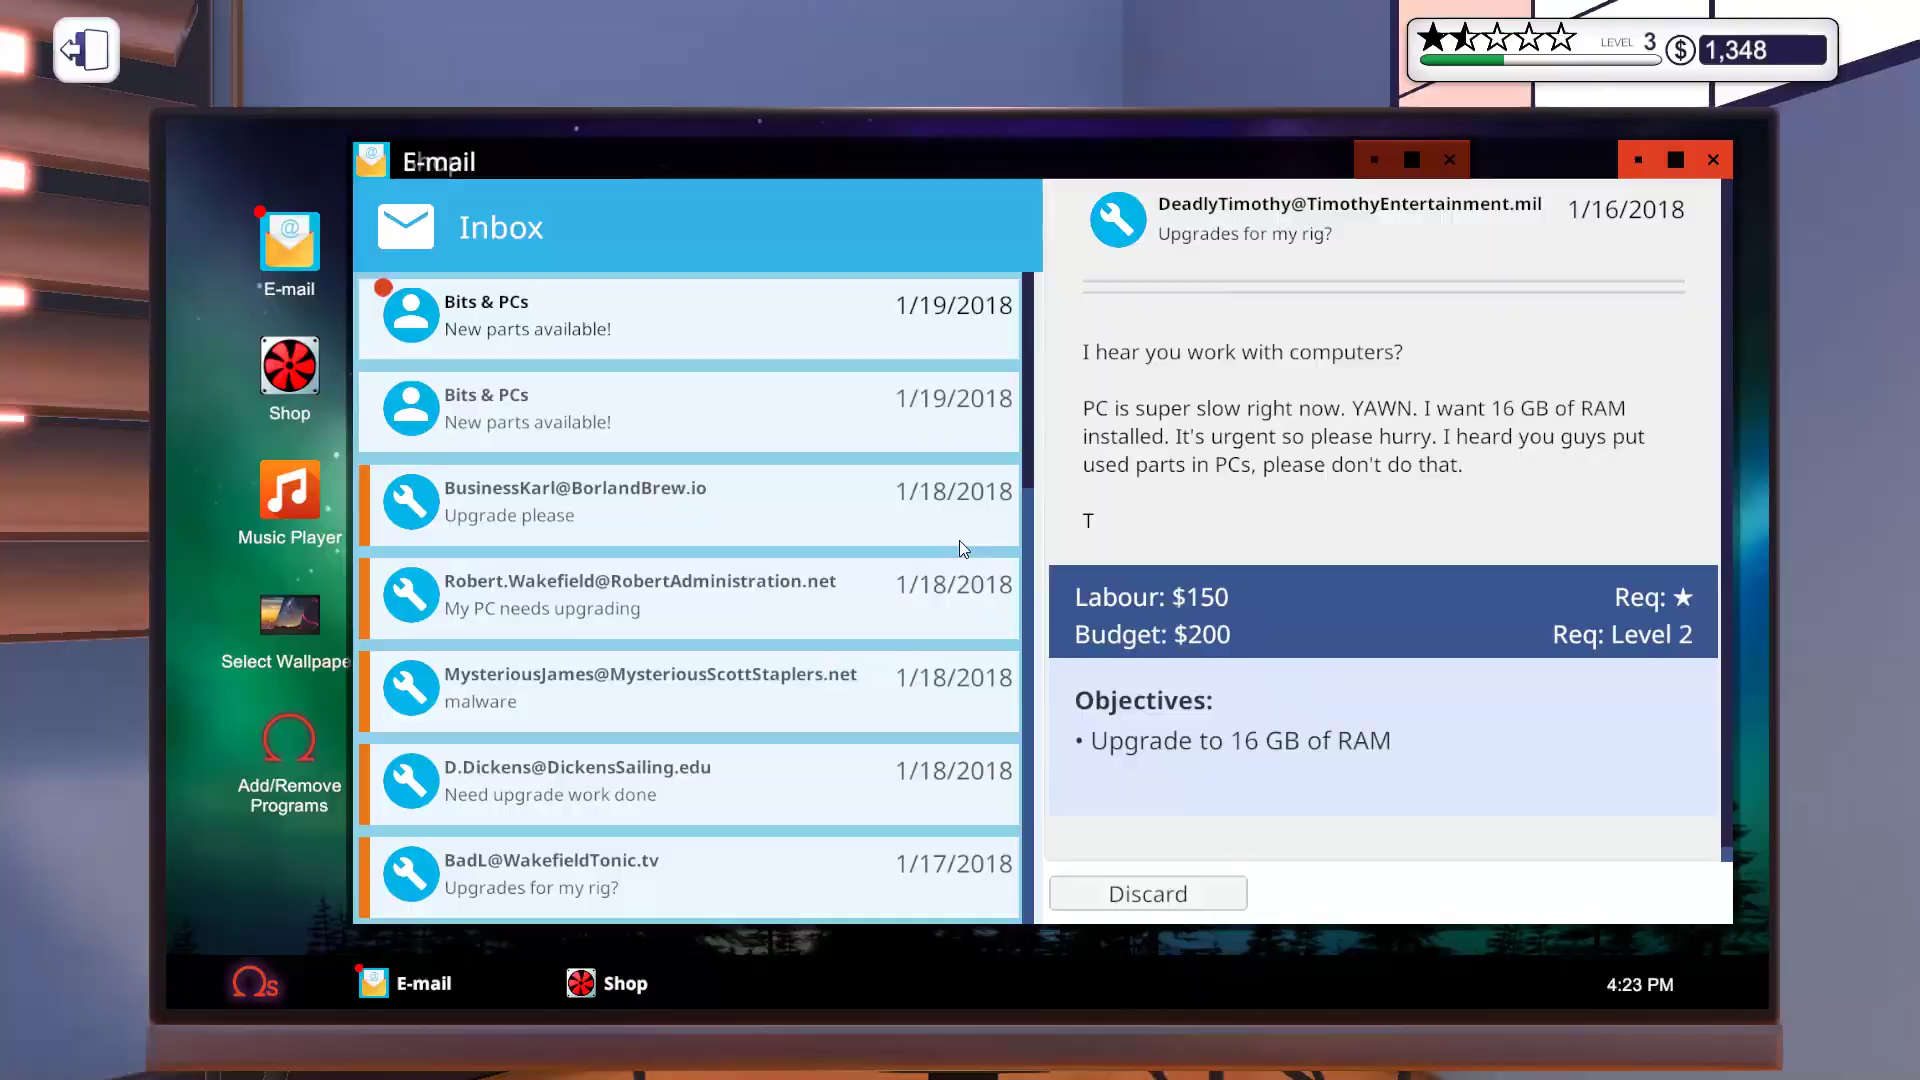 LEVEL 3
$ 1,348
E-mail
Inbox
Bits & PCs
1/19/2018
New parts available!
Bits & PCs
1/19/2018
New parts available!
BusinessKarl@BorlandBrew.io
1/18/2018
Upgrade please
Robert.Wakefield@RobertAdministration.net
1/18/2018
My PC needs upgrading
MysteriousJames@MysteriousScottStaplers.net
1/18/2018
malware
D.Dickens@DickensSailing.edu
1/18/2018
Need upgrade work done
BadL@WakefieldTonic.tv
1/17/2018
Upgrades for my rig?
DeadlyTimothy@TimothyEntertainment.mil
1/16/2018
Upgrades for my rig?
I hear you work with computers?
PC is super slow right now. YAWN. I want 16 GB of RAM
installed. It's urgent so please hurry. I heard you guys put
used parts in PCs, please don't do that.
T
Labour: $150
Req: ★
Budget: $200
Req: Level 2
Objectives:
• Upgrade to 16 GB of RAM
Discard
E-mail
Shop
Music Player
Select Wallpape
Add/Remove
Programs
Ωs
E-mail
Shop
4:23 PM